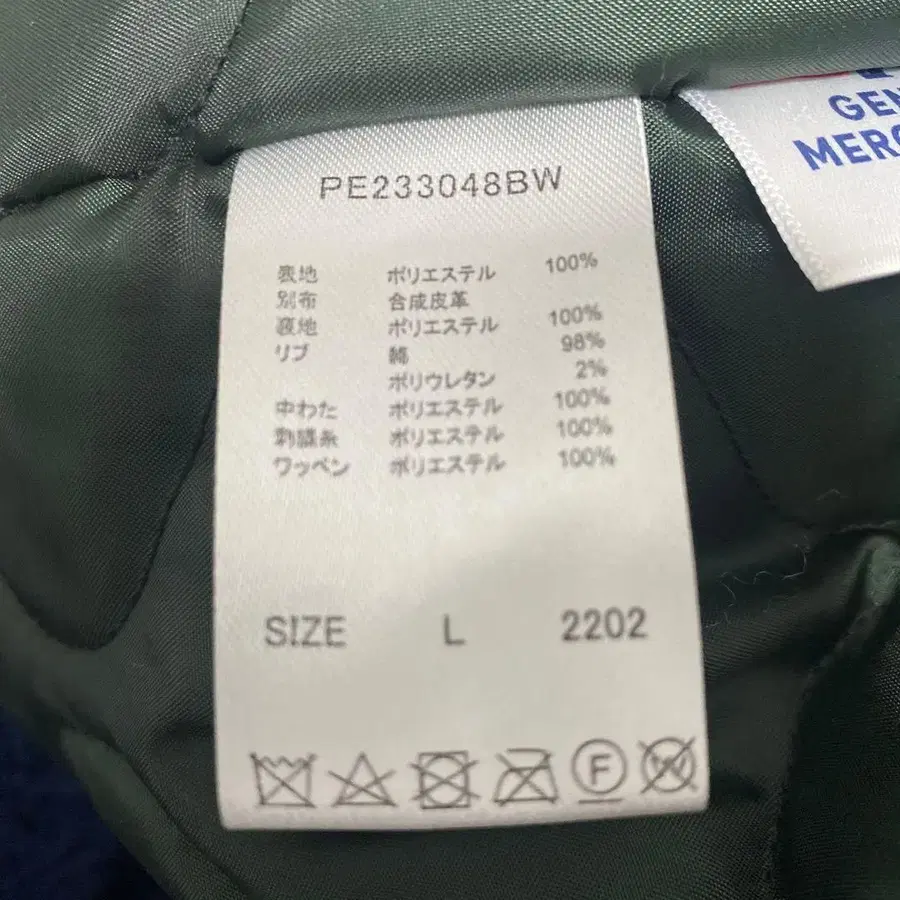 PE233048BW
表地 ポリエステル 100%
別布 合成皮革
裏地 ポリエステル 100%
リブ 綿 98%
ポリウレタン 2%
中わた ポリエステル 100%
刺繍糸 ポリエステル 100%
ワッペン ポリエステル 100%
SIZE L 2202
F
W
GEN
MERC